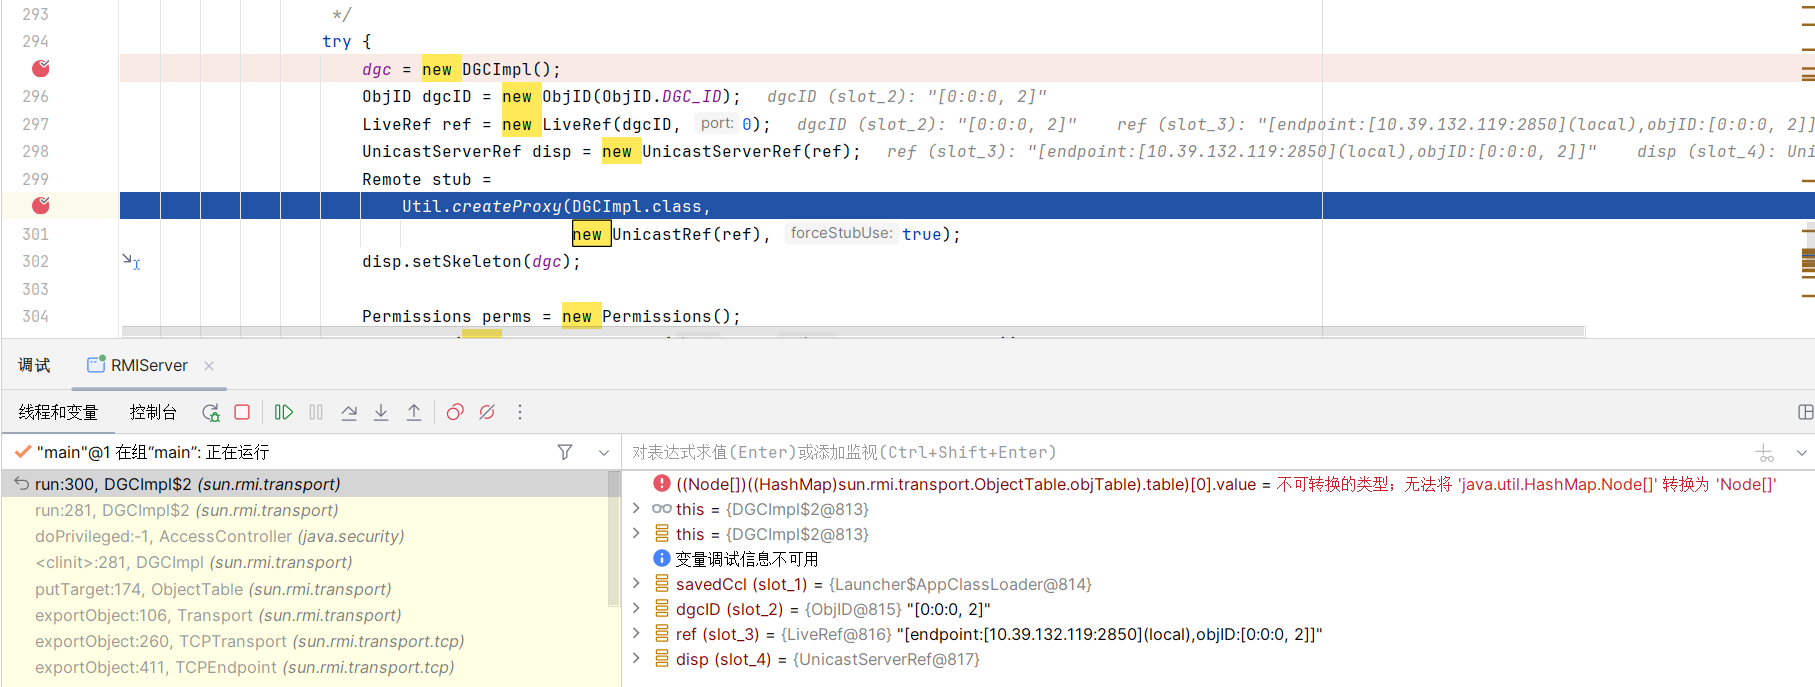 293 */
294 try {
dgc = new DGCImpl();
296 ObjID dgcID = new ObjID(ObjID.DGC_ID); dgcID (slot_2): "[0:0:0, 2]"
297 LiveRef ref = new LiveRef(dgcID, port: 0); dgcID (slot_2): "[0:0:0, 2]" ref (slot_3): "[endpoint:[10.39.132.119:2850](local),objID:[0:0:0, 2]]
298 UnicastServerRef disp = new UnicastServerRef(ref); ref (slot_3): "[endpoint:[10.39.132.119:2850](local),objID:[0:0:0, 2]]" disp (slot_4): Uni
299 Remote stub =
Util.createProxy(DGCImpl.class,
301 new UnicastRef(ref), forceStubUse: true);
302 disp.setSkeleton(dgc);
303
304 Permissions perms = new Permissions();
调试 RMIServer
线程和变量 控制台
"main"@1 在组“main”: 正在运行
对表达式求值(Enter)或添加监视(Ctrl+Shift+Enter)
run:300, DGCImpl$2 (sun.rmi.transport)
run:281, DGCImpl$2 (sun.rmi.transport)
doPrivileged:-1, AccessController (java.security)
<clinit>:281, DGCImpl (sun.rmi.transport)
putTarget:174, ObjectTable (sun.rmi.transport)
exportObject:106, Transport (sun.rmi.transport)
exportObject:260, TCPTransport (sun.rmi.transport.tcp)
exportObject:411, TCPEndpoint (sun.rmi.transport.tcp)
((Node[])((HashMap)sun.rmi.transport.ObjectTable.objTable).table)[0].value = 不可转换的类型；无法将 'java.util.HashMap.Node[]' 转换为 'Node[]'
this = {DGCImpl$2@813}
this = {DGCImpl$2@813}
变量调试信息不可用
savedCcl (slot_1) = {Launcher$AppClassLoader@814}
dgcID (slot_2) = {ObjID@815} "[0:0:0, 2]"
ref (slot_3) = {LiveRef@816} "[endpoint:[10.39.132.119:2850](local),objID:[0:0:0, 2]]"
disp (slot_4) = {UnicastServerRef@817}